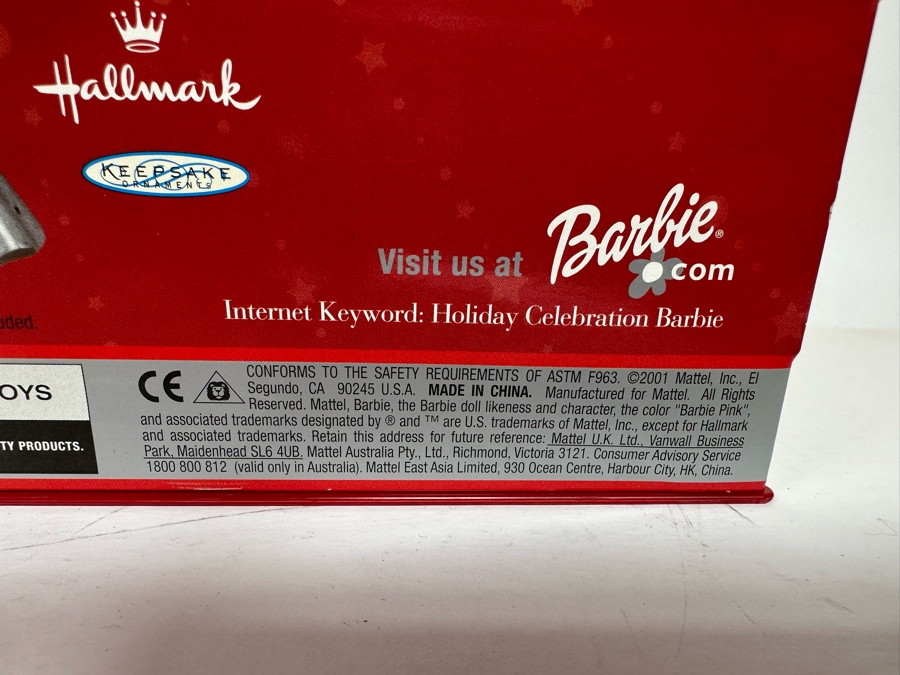 Hallmark
KEEPSAKE
ORNAMENTS
Visit us at Barbie®
com
Internet Keyword: Holiday Celebration Barbie
OYS
TY PRODUCTS.
CE
CONFORMS TO THE SAFETY REQUIREMENTS OF ASTM F963. ©2001 Mattel, Inc., El
Segundo, CA 90245 U.S.A. MADE IN CHINA. Manufactured for Mattel. All Rights
Reserved. Mattel, Barbie, the Barbie doll likeness and character, the color "Barbie Pink",
and associated trademarks designated by ® and ™ are U.S. trademarks of Mattel, Inc., except for Hallmark
and associated trademarks. Retain this address for future reference: Mattel U.K. Ltd., Vanwall Business
Park, Maidenhead SL6 4UB. Mattel Australia Pty., Ltd., Richmond, Victoria 3121. Consumer Advisory Service
1800 800 812 (valid only in Australia). Mattel East Asia Limited, 930 Ocean Centre, Harbour City, HK, China.